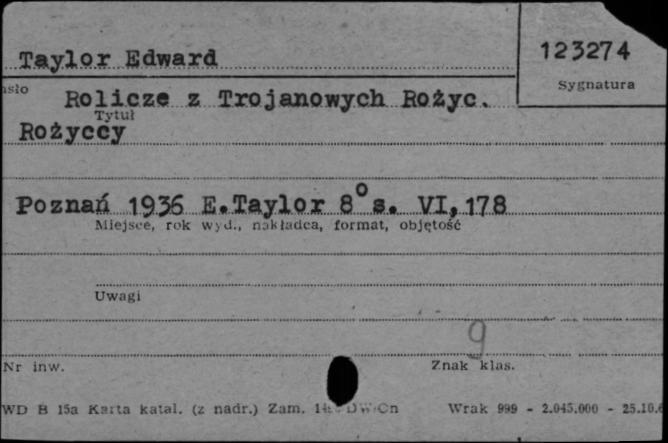 Taylor Edward
123274
Sygnatura
Rolicze z Trojanowych Rożyc.
Tytuł
Rożyccy
Poznań 1936 E.Taylor 8° s. VI,178
Miejsce, rok wyd., nakładca, format, objętość
Uwagi
9
Nr inw.
Znak klas.
WD B 15a Karta katal. (z nadr.) Zam.
Wrak 999 - 2.045.000 - 25.10.